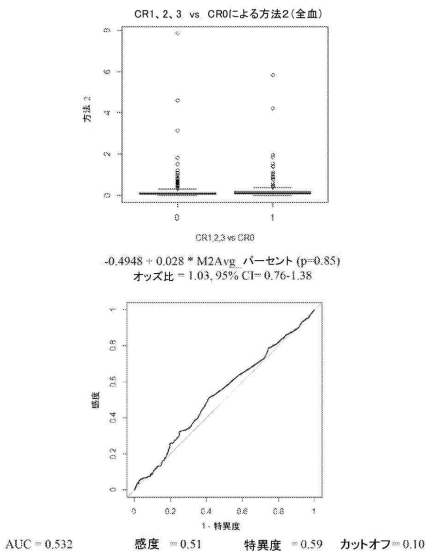 CR1、2、3 vs CR0による方法2(全血)
方法 2
8
6
4
2
0
0 1
CR1,2,3 vs CR0
-0.4948 + 0.028 * M2Avg_パーセント (p=0.85)
オッズ比 = 1.03, 95% CI= 0.76-1.38
感度
1.0
0.8
0.6
0.4
0.2
0
0 0.2 0.4 0.6 0.8 1
1 - 特異度
AUC = 0.532 感度 = 0.51 特異度 = 0.59 カットオフ= 0.10